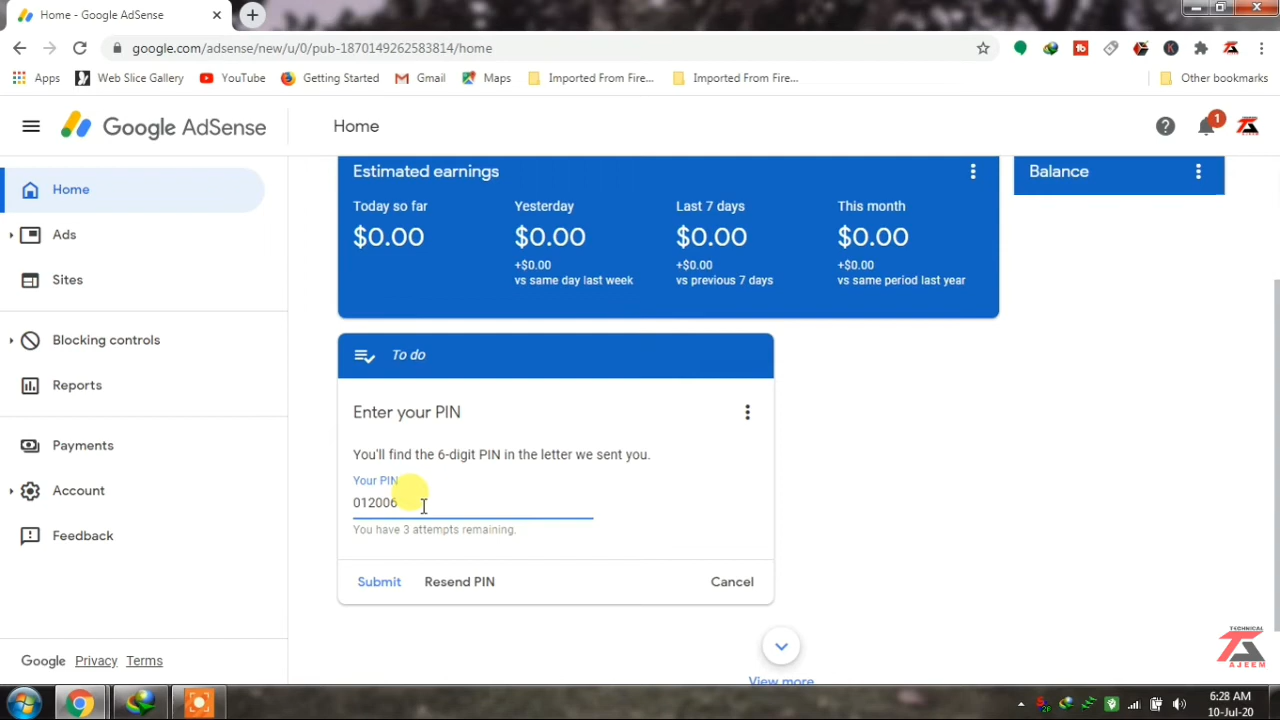 Home - Google AdSense
google.com/adsense/new/u/0/pub-1870149262583814/home
Apps Web Slice Gallery YouTube Getting Started Gmail Maps Imported From Fire... Imported From Fire... Other bookmarks
Google AdSense
Home
1
Home
Ads
Sites
Blocking controls
Reports
Payments
Account
Feedback
Google Privacy Terms
Estimated earnings
Today so far
$0.00
Yesterday
$0.00
+$0.00
vs same day last week
Last 7 days
$0.00
+$0.00
vs previous 7 days
This month
$0.00
+$0.00
vs same period last year
Balance
To do
Enter your PIN
You'll find the 6-digit PIN in the letter we sent you.
Your PIN
012006
You have 3 attempts remaining.
Submit Resend PIN Cancel
View more
TECHNICAL
AJEEM
6:28 AM
10-Jul-20